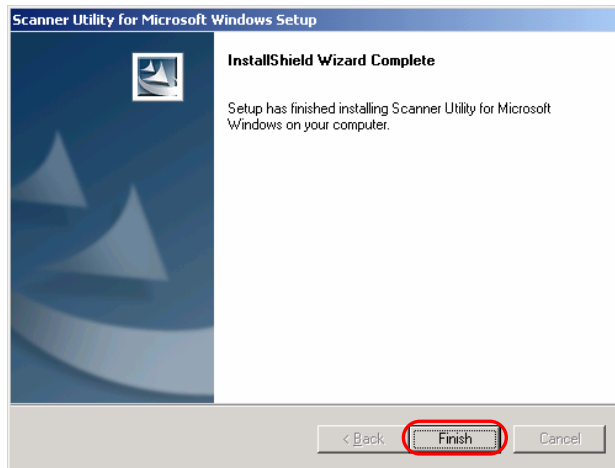 Scanner Utility for Microsoft Windows Setup
InstallShield Wizard Complete
Setup has finished installing Scanner Utility for Microsoft
Windows on your computer.
< Back Finish Cancel